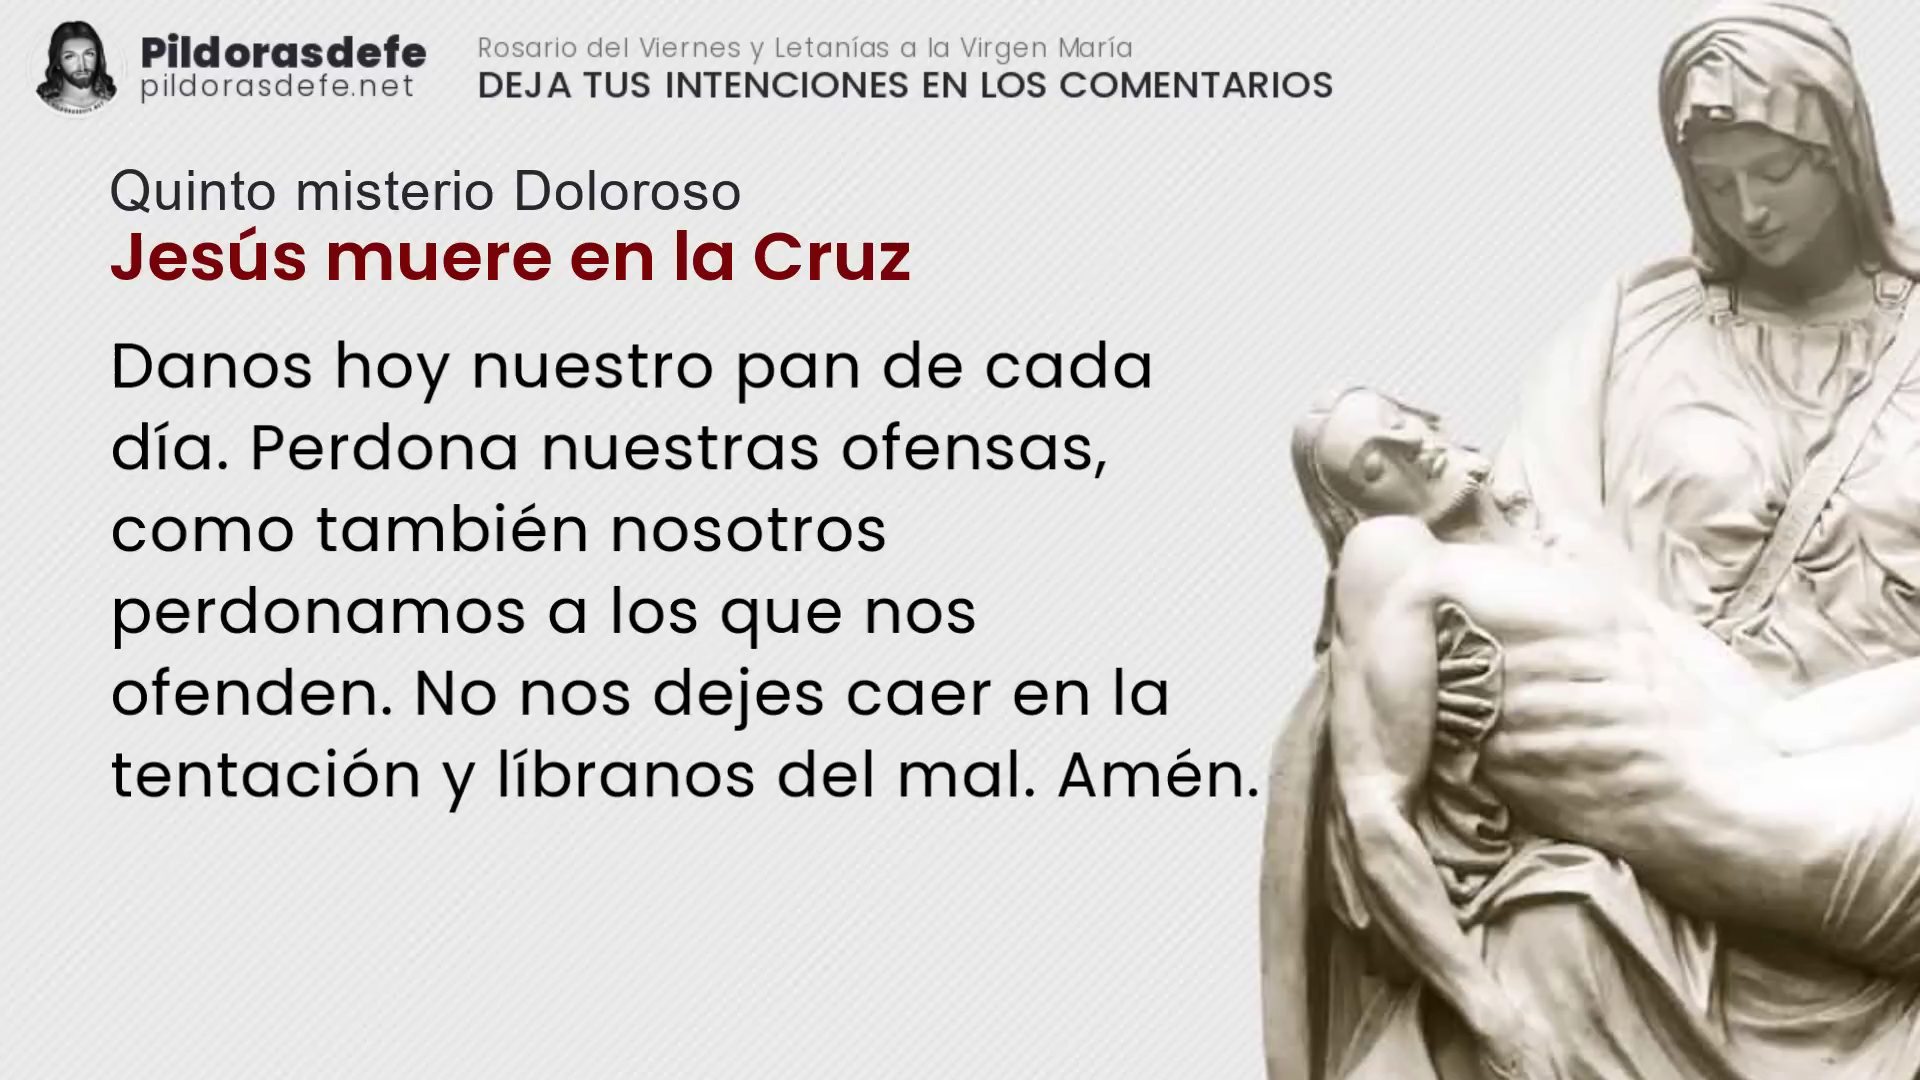 Pildorasdefe
pildorasdefe.net
Rosario del Viernes y Letanías a la Virgen María
DEJA TUS INTENCIONES EN LOS COMENTARIOS
Quinto misterio Doloroso
Jesús muere en la Cruz
Danos hoy nuestro pan de cada
día. Perdona nuestras ofensas,
como también nosotros
perdonamos a los que nos
ofenden. No nos dejes caer en la
tentación y líbranos del mal. Amén.